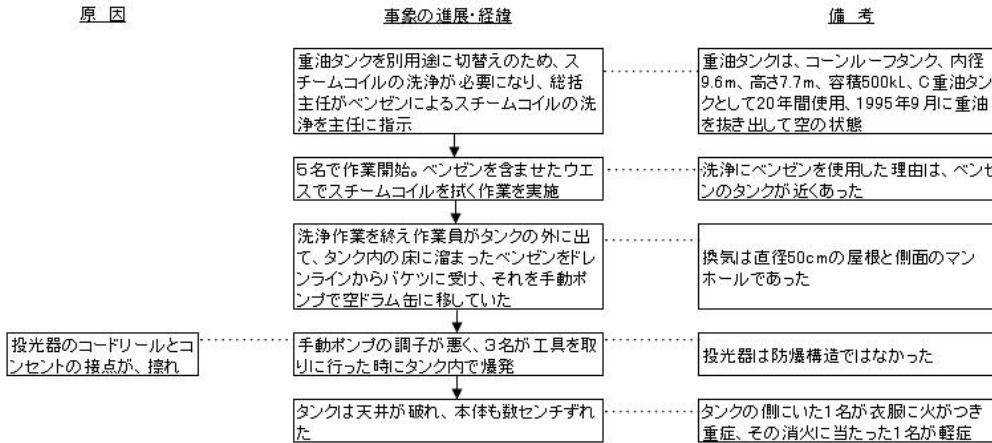 原 因
事象の進展・経緯
備 考
重油タンクを別用途に切替えのため、ス
チームコイルの洗浄が必要になり、総括
主任がベンゼンによるスチームコイルの洗
浄を主任に指示
重油タンクは、コーンルーフタンク、内径
9.6m、高さ7.7m、容積500kL、C重油タン
クとして20年間使用、1995年9月に重油
を抜き出して空の状態
5名で作業開始。ベンゼンを含ませたウエ
スでスチームコイルを拭く作業を実施
洗浄にベンゼンを使用した理由は、ベンゼ
ンのタンクが近くあった
洗浄作業を終え作業員がタンクの外に出
て、タンク内の床に溜まったベンゼンをドレ
ンラインからバケツに受け、それを手動ポ
ンプで空ドラム缶に移していた
換気は直径50cmの屋根と側面のマン
ホールであった
投光器のコードリールとコ
ンセントの接点が、擦れ
手動ポンプの調子が悪く、3名が工具を取
りに行った時にタンク内で爆発
投光器は防爆構造ではなかった
タンクは天井が破れ、本体も数センチずれ
た
タンクの側にいた1名が衣服に火がつき
重症、その消火に当たった1名が軽症